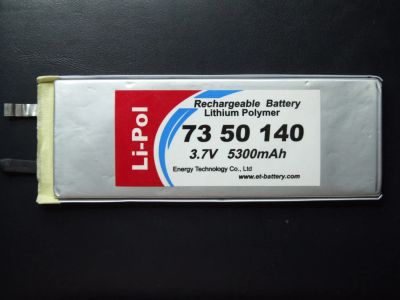 Li-Pol
Rechargeable Battery
Lithium Polymer
73 50 140
3.7V 5300mAh
Energy Technology Co., Ltd
www.et-battery.com